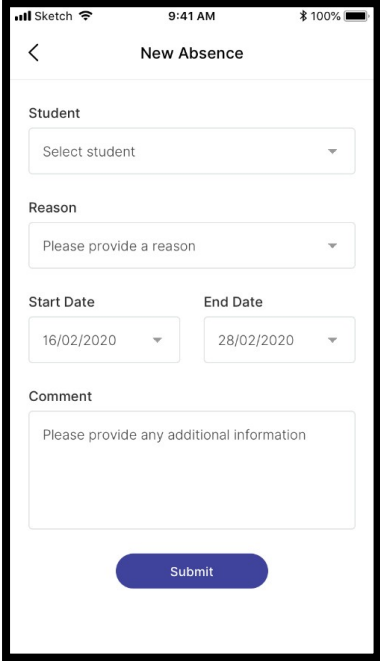 Sketch 9:41 AM 100%
New Absence
Student
Select student
Reason
Please provide a reason
Start Date End Date
16/02/2020 28/02/2020
Comment
Please provide any additional information
Submit